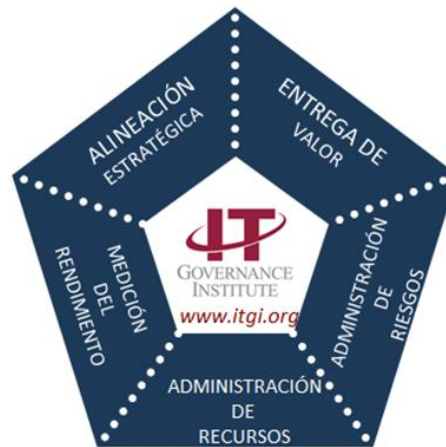 ALINEACIÓN
ESTRATÉGICA
ENTREGA DE
VALOR
MEDICIÓN
DEL
RENDIMIENTO
IT
GOVERNANCE
INSTITUTE
www.itgi.org
ADMINISTRACIÓN
DE
RIESGOS
ADMINISTRACIÓN
DE
RECURSOS